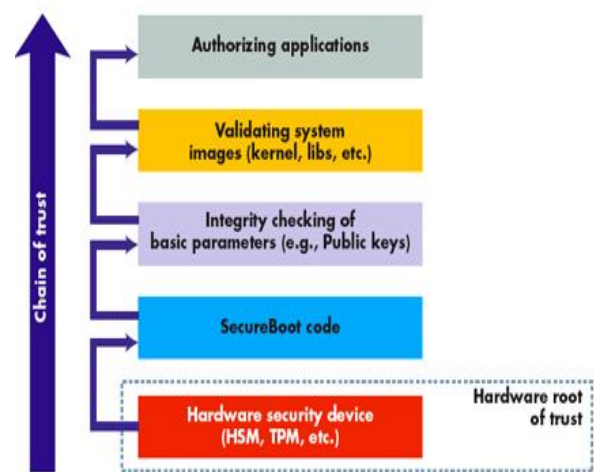 Chain of trust
Authorizing applications
Validating system
images (kernel, libs, etc.)
Integrity checking of
basic parameters (e.g., Public keys)
SecureBoot code
Hardware root
of trust
Hardware security device
(HSM, TPM, etc.)